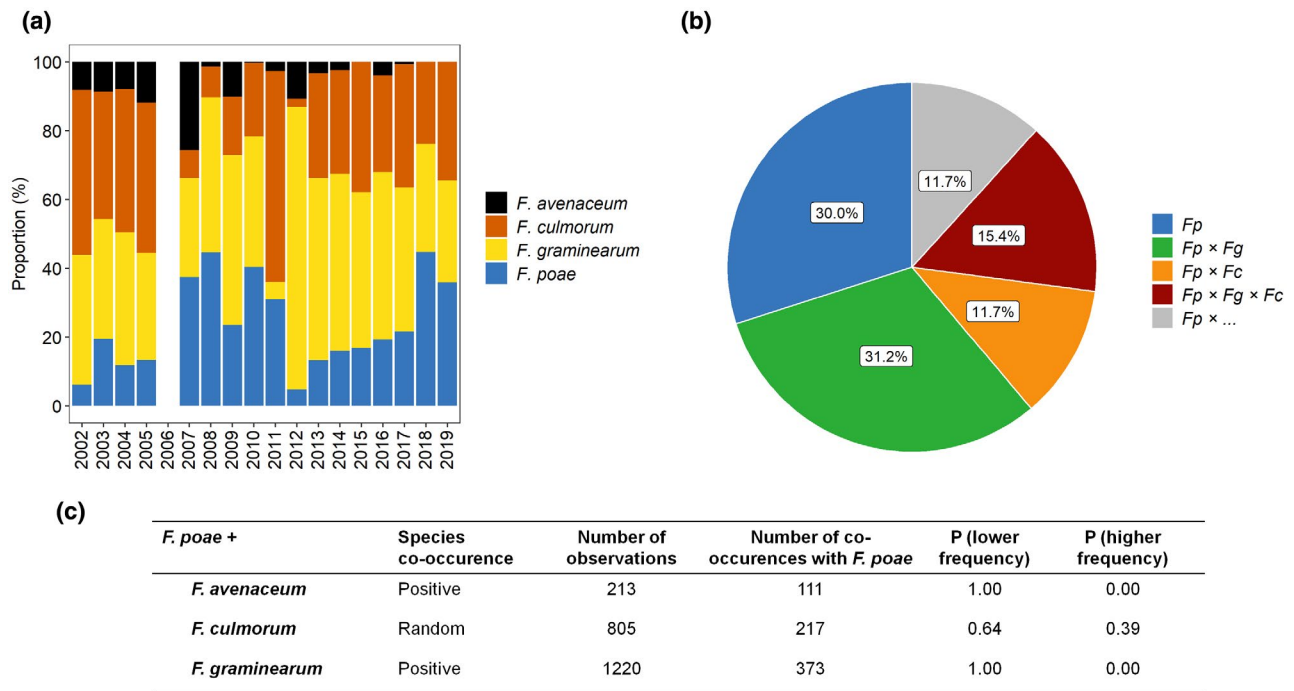 (a)
Proportion (%)
100
80
60
40
20
0
2002 2003 2004 2005 2006 2007 2008 2009 2010 2011 2012 2013 2014 2015 2016 2017 2018 2019
F. avenaceum
F. culmorum
F. graminearum
F. poae
(b)
30.0%
11.7%
15.4%
11.7%
31.2%
Fp
Fp × Fg
Fp × Fc
Fp × Fg × Fc
Fp × ...
(c)
F. poae + Species Number of Number of co- P (lower P (higher
co-occurence observations occurences with F. poae frequency) frequency)
F. avenaceum Positive 213 111 1.00 0.00
F. culmorum Random 805 217 0.64 0.39
F. graminearum Positive 1220 373 1.00 0.00